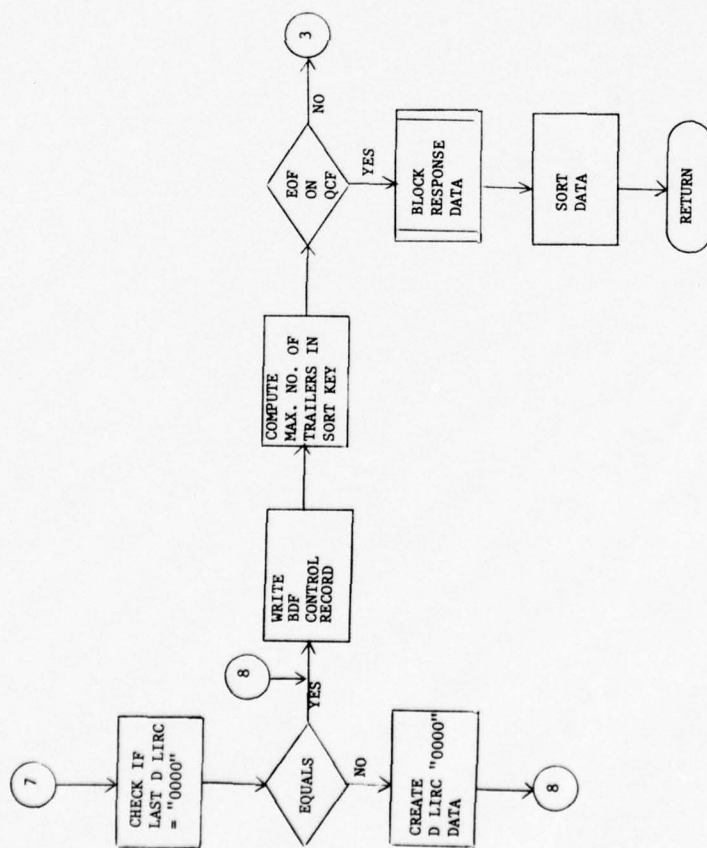 7
CHECK IF
LAST D LIRC
= "0000"
EQUALS
NO
CREATE
D LIRC "0000"
DATA
8
YES
8
WRITE
BDF
CONTROL
RECORD
COMPUTE
MAX. NO. OF
TRAILERS IN
SORT KEY
EOF
ON
QCF
NO
3
YES
BLOCK
RESPONSE
DATA
SORT
DATA
RETURN